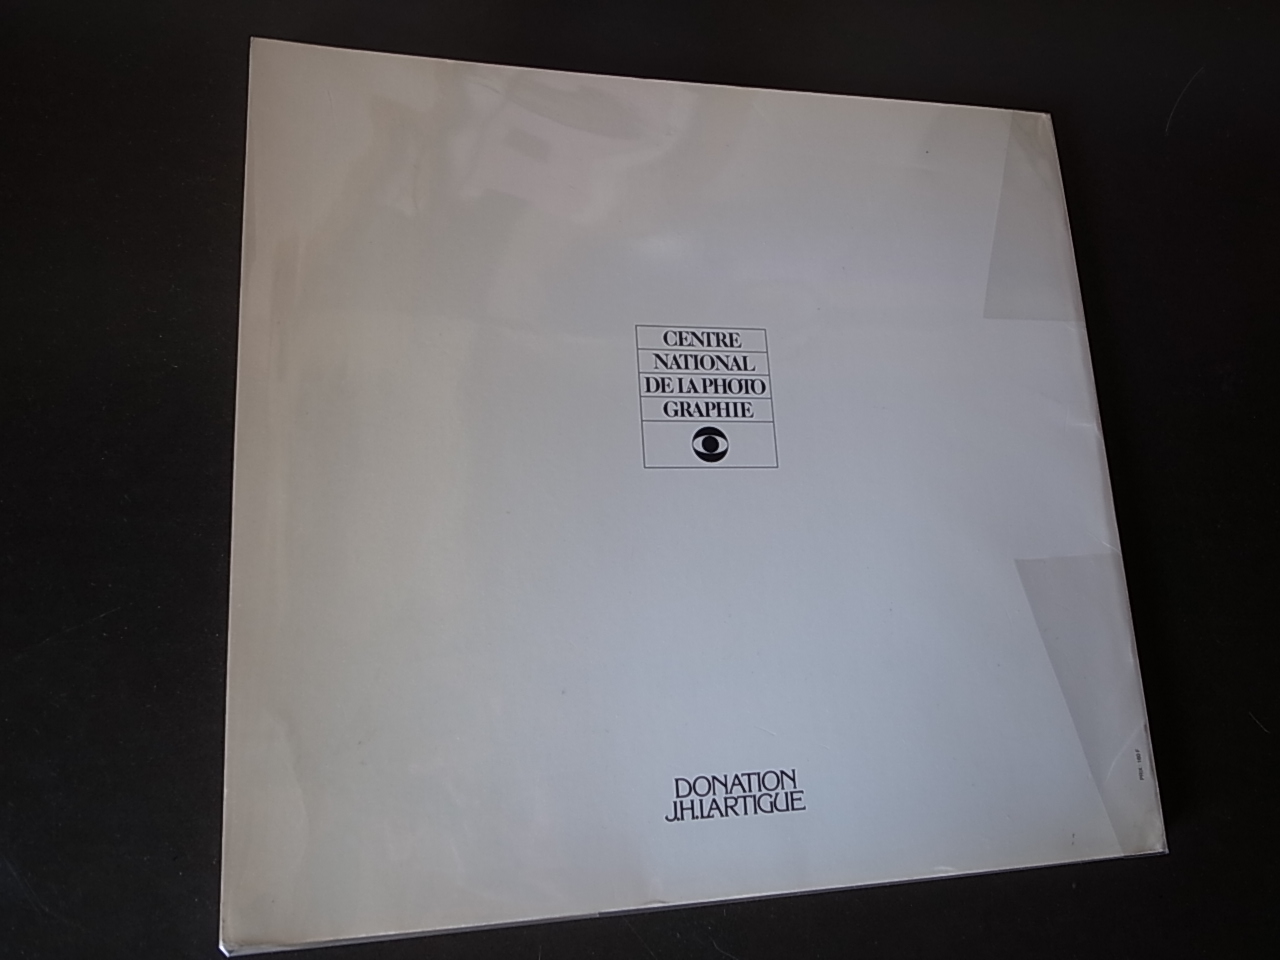 CENTRE
NATIONAL
DE LA PHOTO
GRAPHIE
DONATION
J.H.LARTIGUE